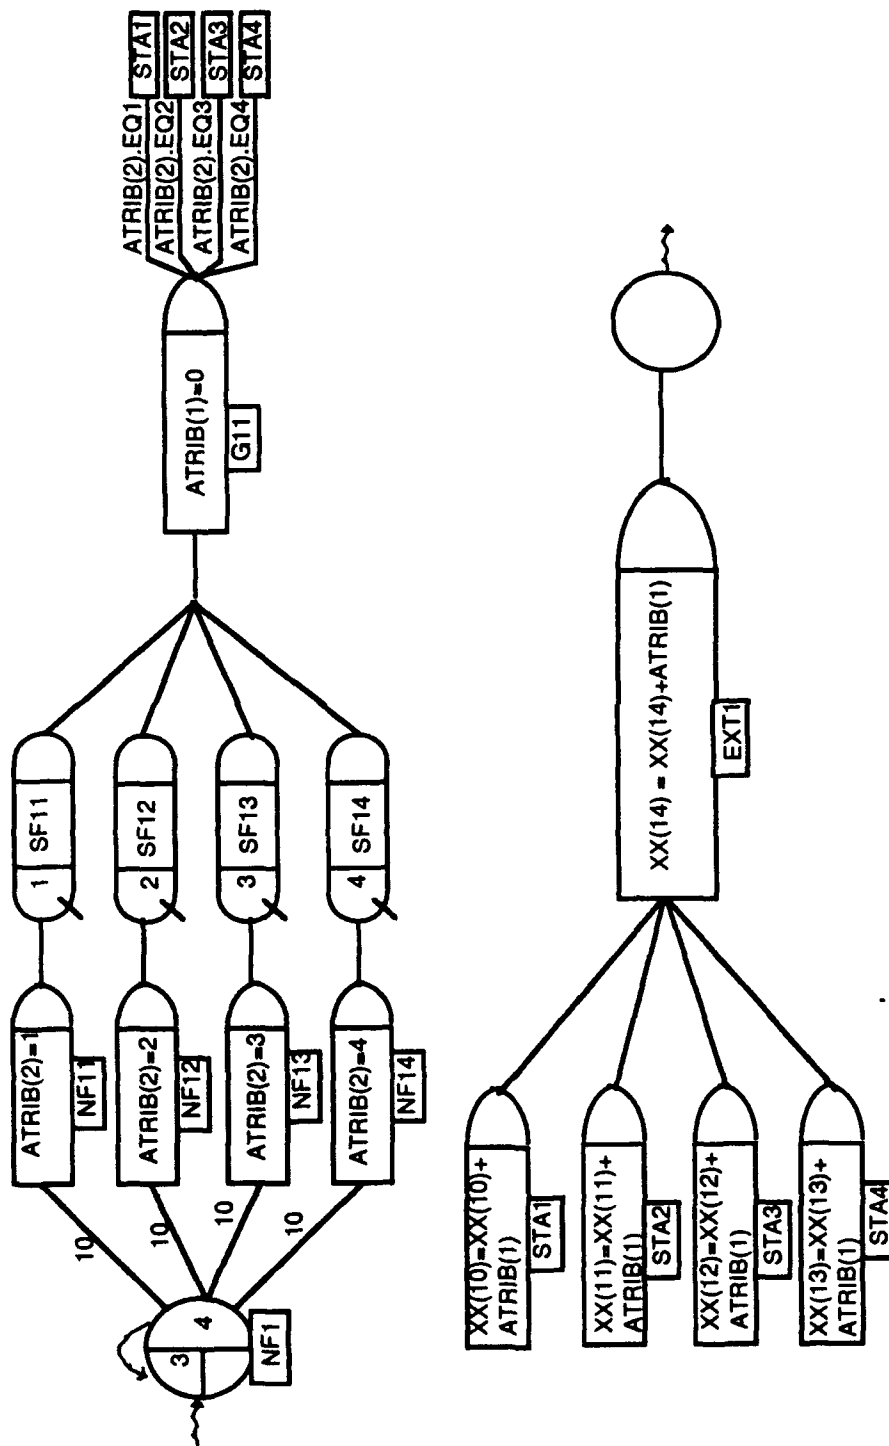 3
4
NF1
10
10
10
10
ATRIB(2)=1
NF11
ATRIB(2)=2
NF12
ATRIB(2)=3
NF13
ATRIB(2)=4
NF14
1
SF11
2
SF12
3
SF13
4
SF14
ATRIB(1)=0
G11
ATRIB(2).EQ1
STA1
ATRIB(2).EQ2
STA2
ATRIB(2).EQ3
STA3
ATRIB(2).EQ4
STA4
XX(10)=XX(10)+
ATRIB(1)
STA1
XX(11)=XX(11)+
ATRIB(1)
STA2
XX(12)=XX(12)+
ATRIB(1)
STA3
XX(13)=XX(13)+
ATRIB(1)
STA4
XX(14) = XX(14)+ATRIB(1)
EXT1